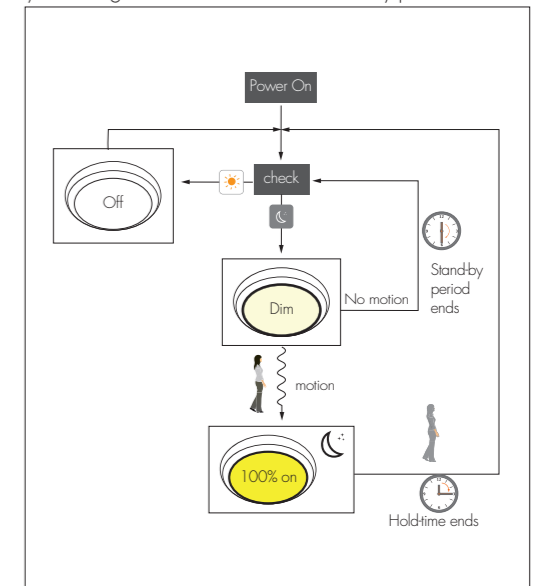 Power On
check
Off
Dim
No motion
Stand-by
period
ends
motion
100% on
Hold-time ends